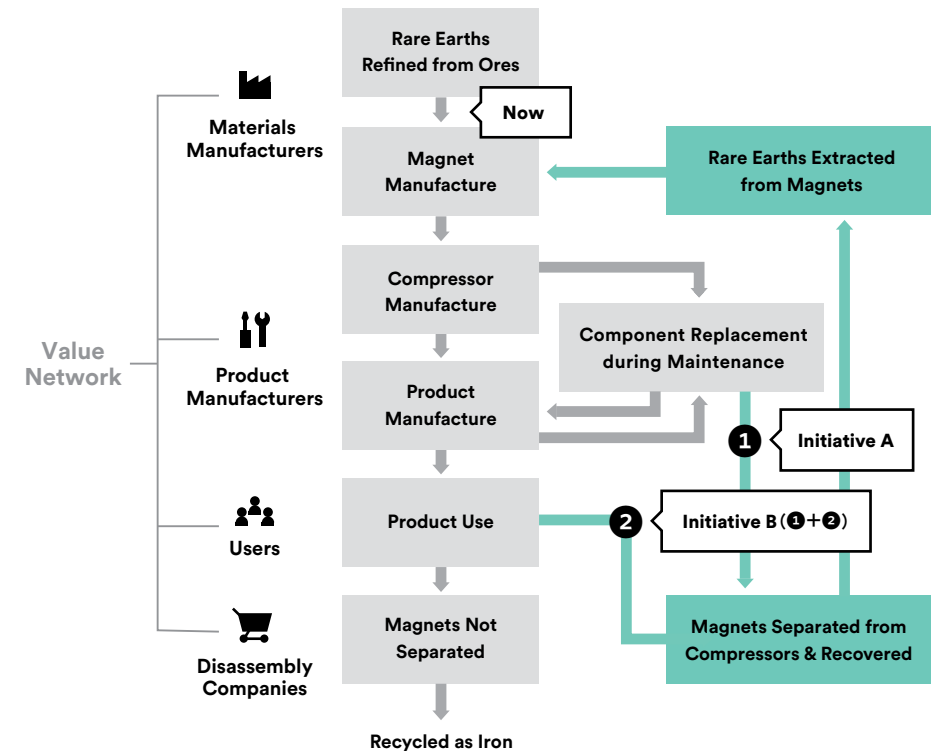 Rare Earths
Refined from Ores
Now
Materials
Manufacturers
Magnet
Manufacture
Rare Earths Extracted
from Magnets
Compressor
Manufacture
Component Replacement
during Maintenance
Value
Network
Product
Manufacturers
Product
Manufacture
1
Initiative A
Product Use
2
Initiative B (❶+❷)
Users
Magnets Not
Separated
Magnets Separated from
Compressors & Recovered
Disassembly
Companies
Recycled as Iron